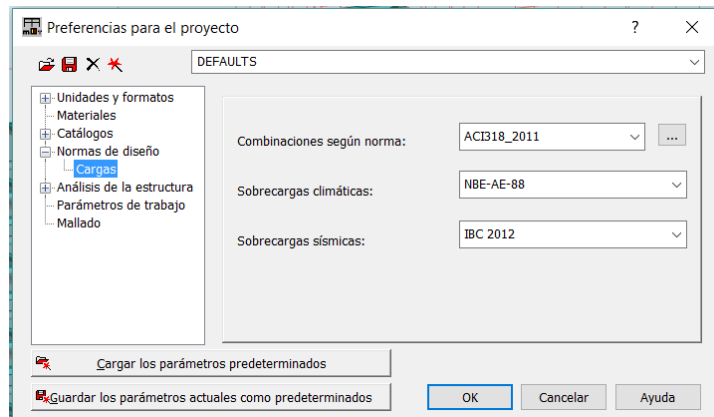 Preferencias para el proyecto
?
DEFAULTS
Unidades y formatos
Materiales
Catálogos
Normas de diseño
Cargas
Análisis de la estructura
Parámetros de trabajo
Mallado
Combinaciones según norma:
ACI318_2011
...
Sobrecargas climáticas:
NBE-AE-88
Sobrecargas sísmicas:
IBC 2012
Cargar los parámetros predeterminados
Guardar los parámetros actuales como predeterminados
OK
Cancelar
Ayuda